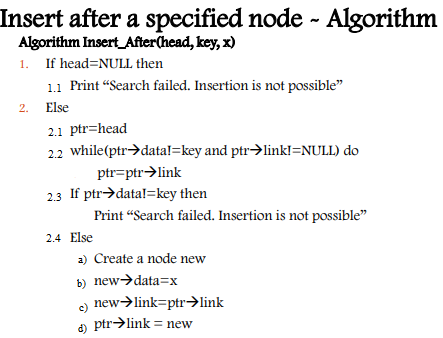 Insert after a specified node - Algorithm
Algorithm Insert_After(head, key, x)
1. If head=NULL then
1.1 Print “Search failed. Insertion is not possible”
2. Else
2.1 ptr=head
2.2 while(ptr→data!=key and ptr→link!=NULL) do
ptr=ptr→link
2.3 If ptr→data!=key then
Print “Search failed. Insertion is not possible”
2.4 Else
a) Create a node new
b) new→data=x
c) new→link=ptr→link
d) ptr→link = new